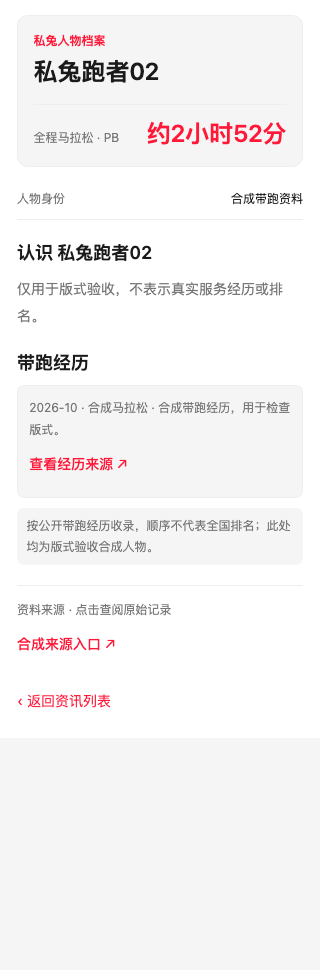 私兔人物档案
私兔跑者02
全程马拉松 · PB
约2小时52分
人物身份
合成带跑资料
认识 私兔跑者02
仅用于版式验收，不表示真实服务经历或排
名。
带跑经历
2026-10 · 合成马拉松 · 合成带跑经历，用于检查
版式。
查看经历来源 ↗
按公开带跑经历收录，顺序不代表全国排名；此处
均为版式验收合成人物。
资料来源 · 点击查阅原始记录
合成来源入口 ↗
‹ 返回资讯列表